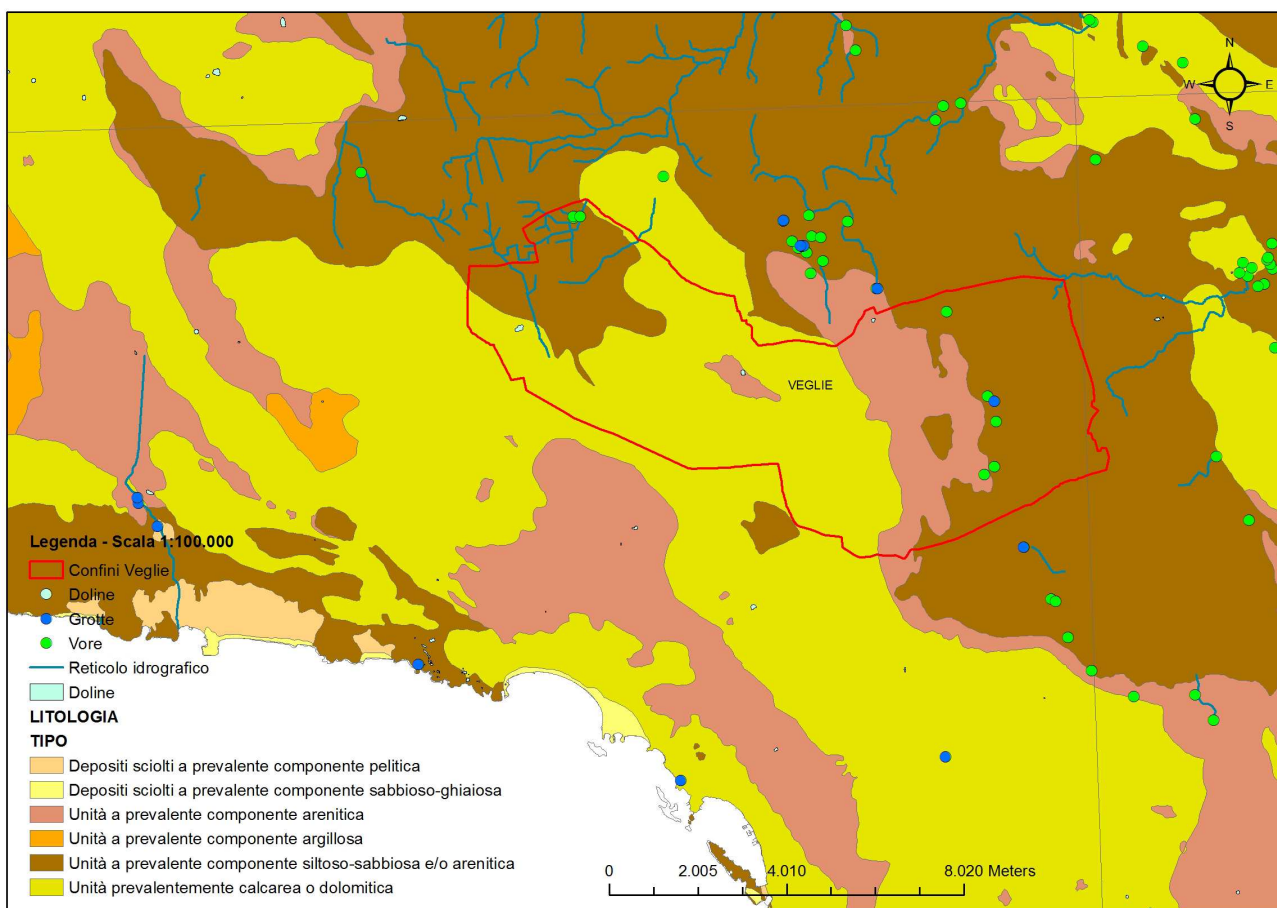 N
W E
S
VEGLIE
Legenda - Scala 1:100.000
Confini Veglie
Doline
Grotte
Vore
Reticolo idrografico
Doline
LITOLOGIA
TIPO
Depositi sciolti a prevalente componente pelitica
Depositi sciolti a prevalente componente sabbioso-ghiaiosa
Unità a prevalente componente arenitica
Unità a prevalente componente argillosa
Unità a prevalente componente siltoso-sabbiosa e/o arenitica
Unità prevalentemente calcarea o dolomitica
0 2.005 4.010 8.020 Meters